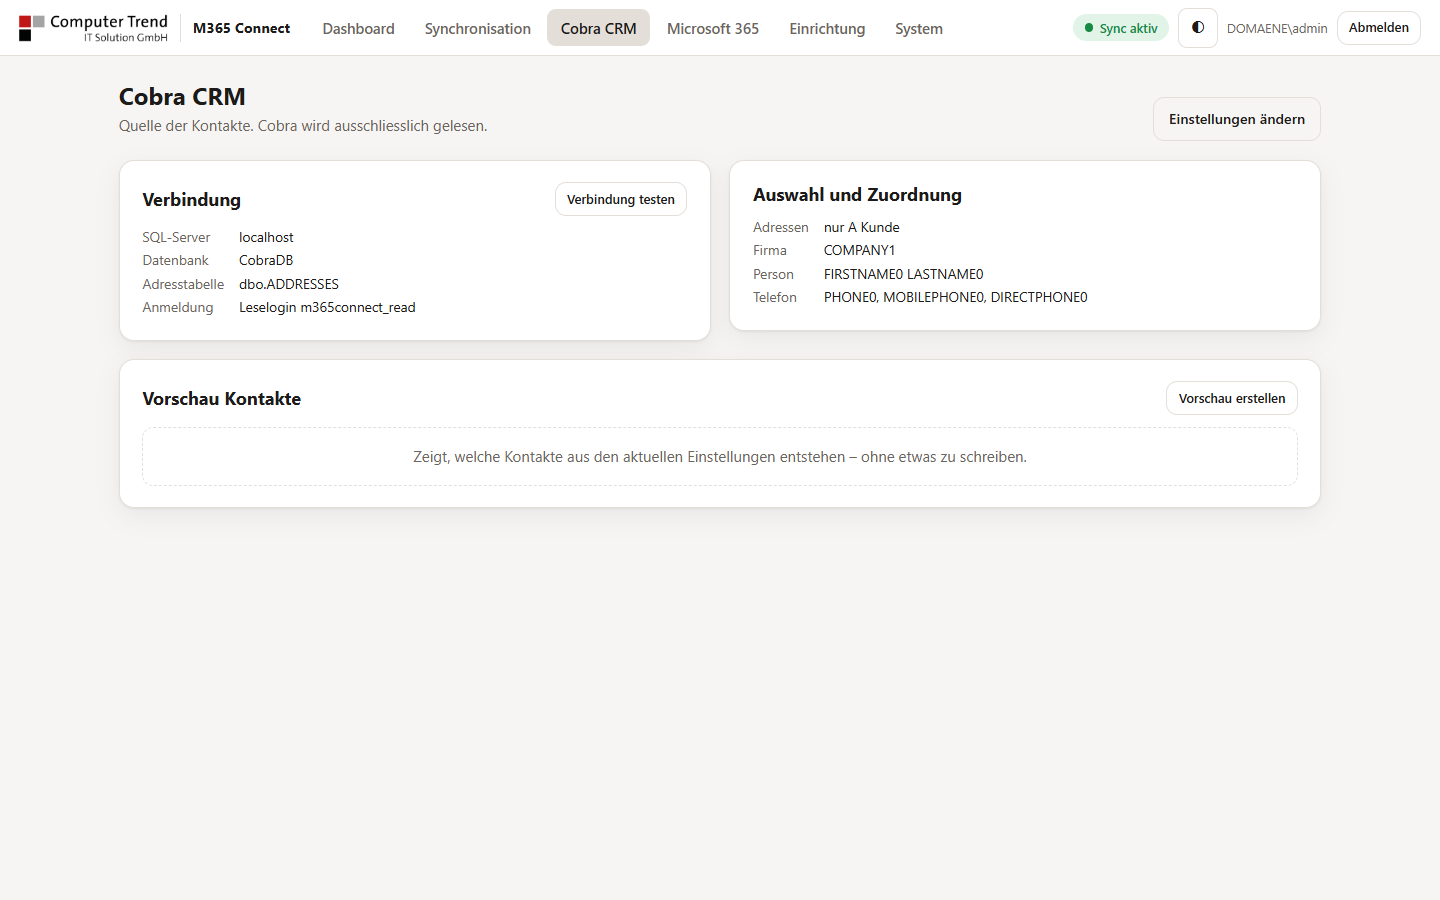 Computer Trend
IT Solution GmbH
M365 Connect
Dashboard
Synchronisation
Cobra CRM
Microsoft 365
Einrichtung
System
Sync aktiv
DOMAENE\admin
Abmelden
Cobra CRM
Quelle der Kontakte. Cobra wird ausschliesslich gelesen.
Einstellungen ändern
Verbindung
Verbindung testen
SQL-Server localhost
Datenbank CobraDB
Adresstabelle dbo.ADDRESSES
Anmeldung Leselogin m365connect_read
Auswahl und Zuordnung
Adressen nur A Kunde
Firma COMPANY1
Person FIRSTNAME0 LASTNAME0
Telefon PHONE0, MOBILEPHONE0, DIRECTPHONE0
Vorschau Kontakte
Vorschau erstellen
Zeigt, welche Kontakte aus den aktuellen Einstellungen entstehen – ohne etwas zu schreiben.